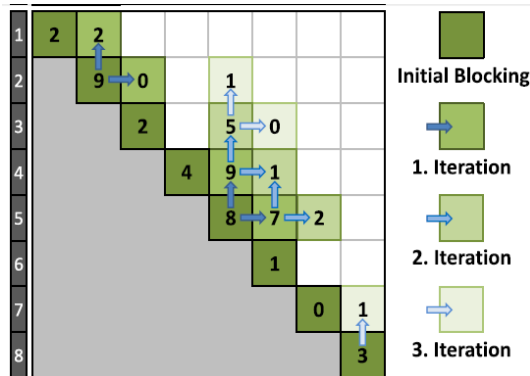 1 2 2
2 9 0 1
3 2 5 0
4 4 9 1
5 8 7 2
6 1
7 0 1
8 3
Initial Blocking
1. Iteration
2. Iteration
3. Iteration